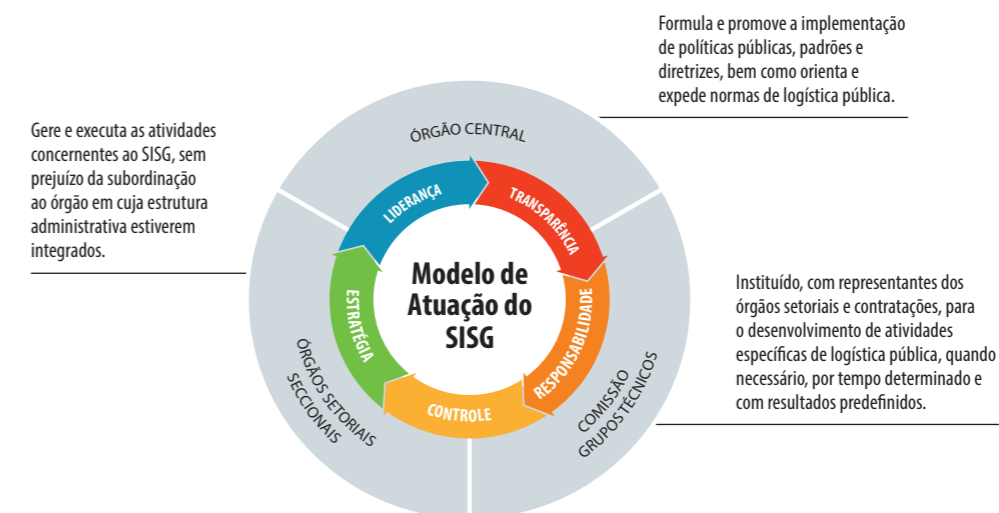 Formula e promove a implementação
de políticas públicas, padrões e
diretrizes, bem como orienta e
expede normas de logística pública.
Gere e executa as atividades
concernentes ao SISG, sem
prejuízo da subordinação
ao órgão em cuja estrutura
administrativa estiverem
integrados.
ÓRGÃO CENTRAL
LIDERANÇA
TRANSPARÊNCIA
Modelo de
Atuação do
SISG
ESTRATÉGIA
RESPONSABILIDADE
CONTROLE
ÓRGÃOS SETORIAIS
SECCIONAIS
COMISSÃO
GRUPOS TÉCNICOS
Instituído, com representantes dos
órgãos setoriais e contratações, para
o desenvolvimento de atividades
específicas de logística pública, quando
necessário, por tempo determinado e
com resultados predefinidos.